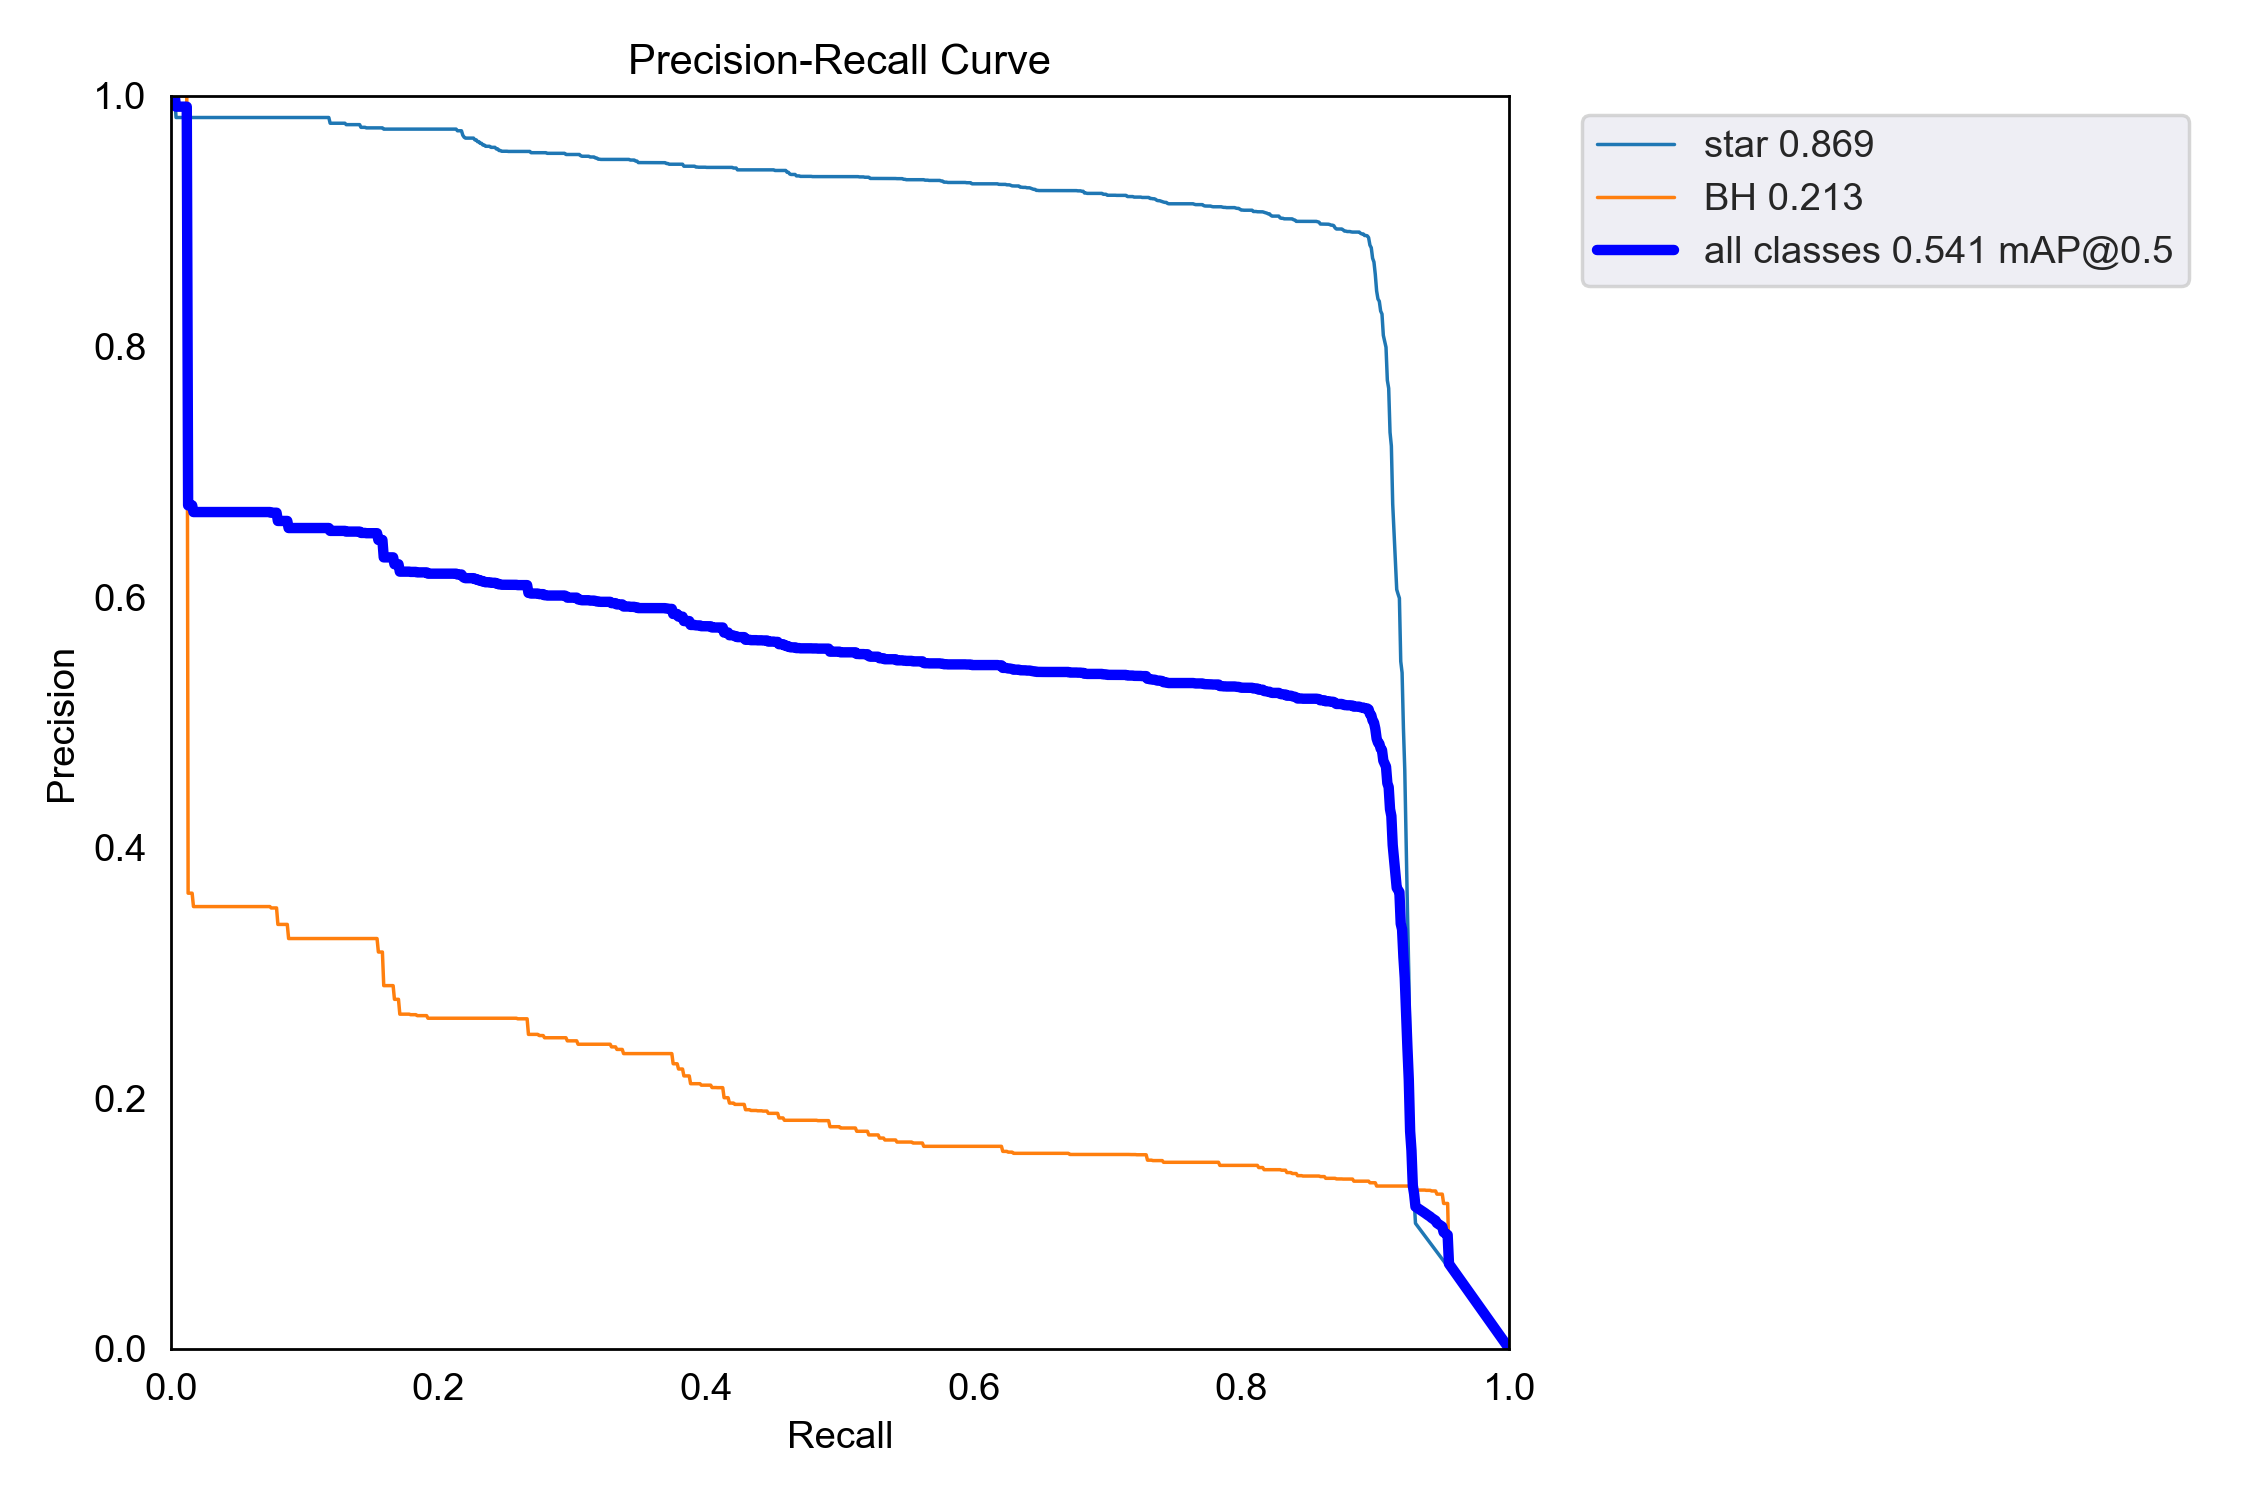 Precision-Recall Curve
1.0
0.8
0.6
0.4
0.2
0.0
Precision
0.0 0.2 0.4 0.6 0.8 1.0
Recall
star 0.869
BH 0.213
all classes 0.541 mAP@0.5